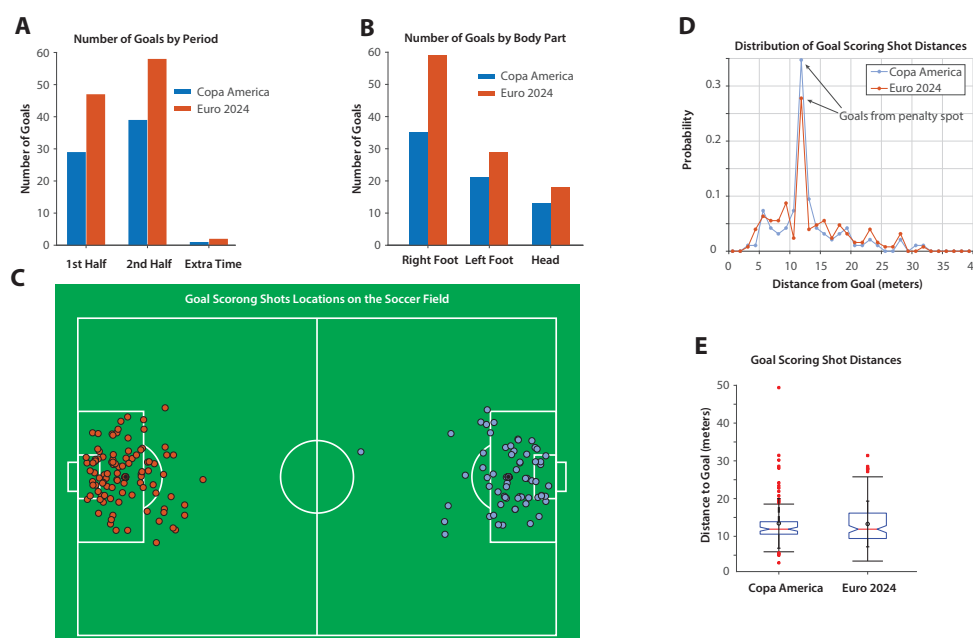 A
Number of Goals by Period
Number of Goals
60
50
40
30
20
10
0
Copa America
Euro 2024
1st Half
2nd Half
Extra Time
B
Number of Goals by Body Part
Number of Goals
60
50
40
30
20
10
0
Copa America
Euro 2024
Right Foot
Left Foot
Head
C
Goal Scorong Shots Locations on the Soccer Field
D
Distribution of Goal Scoring Shot Distances
Probability
0.3
0.2
0.1
0
Copa America
Euro 2024
Goals from penalty spot
0
5
10
15
20
25
30
35
40
Distance from Goal (meters)
E
Goal Scoring Shot Distances
Distance to Goal (meters)
50
40
30
20
10
0
Copa America
Euro 2024